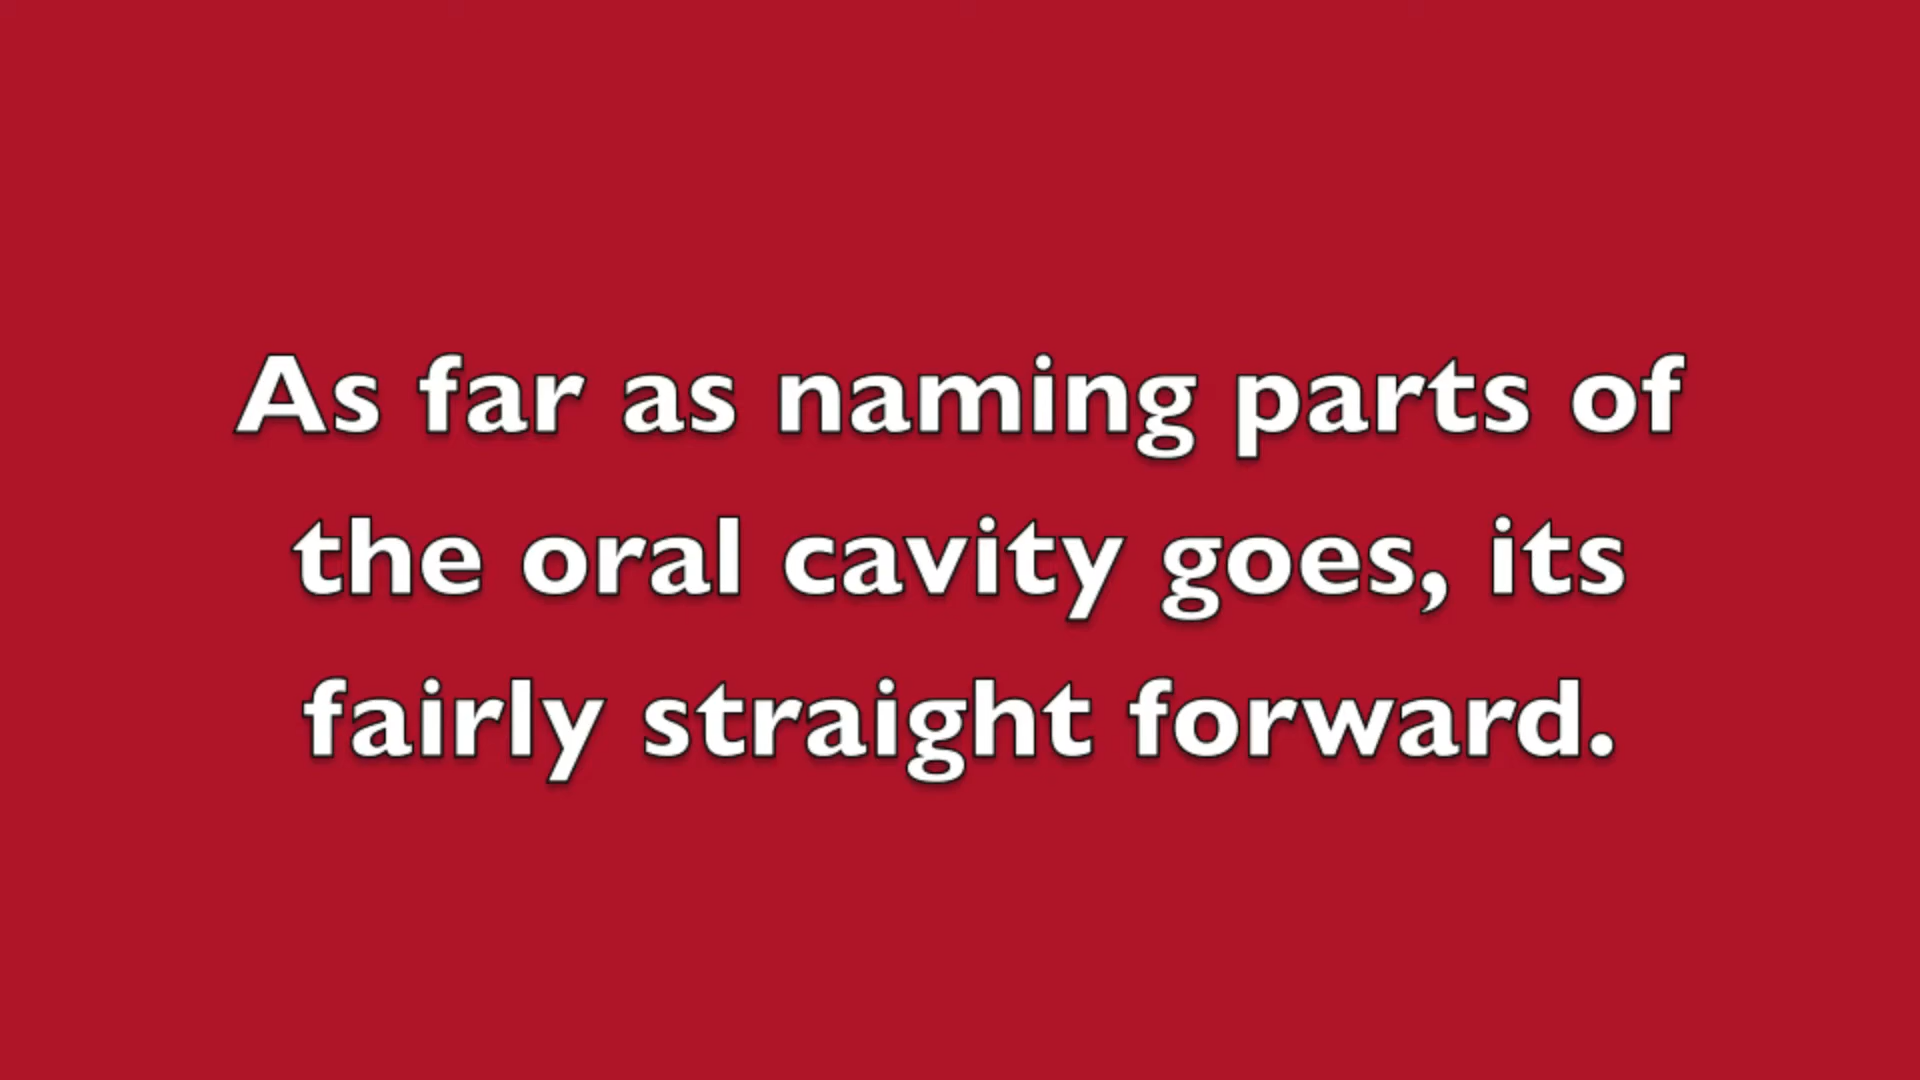 As far as naming parts of
the oral cavity goes, its
fairly straight forward.